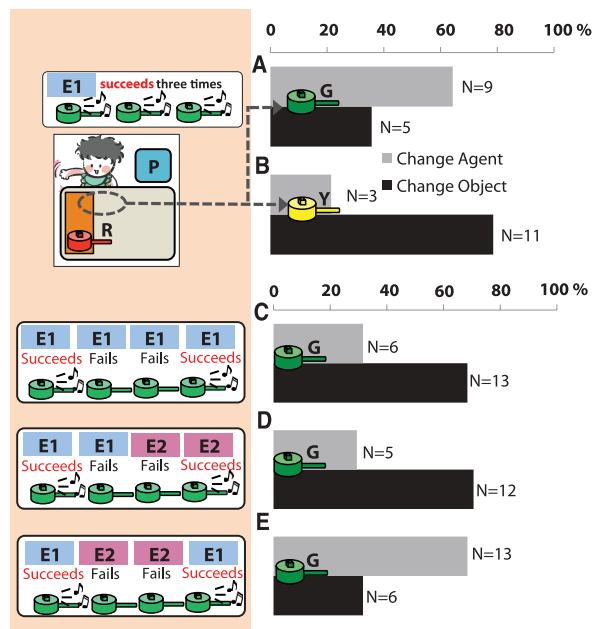 0 20 40 60 80 100 %
A
E1 succeeds three times
G
N=9
N=5
P
R
Change Agent
Change Object
B
Y
N=3
N=11
0 20 40 60 80 100 %
C
E1 E1 E1 E1
Succeeds Fails Fails Succeeds
G
N=6
N=13
D
E1 E1 E2 E2
Succeeds Fails Fails Succeeds
G
N=5
N=12
E
E1 E2 E2 E1
Succeeds Fails Fails Succeeds
G
N=13
N=6